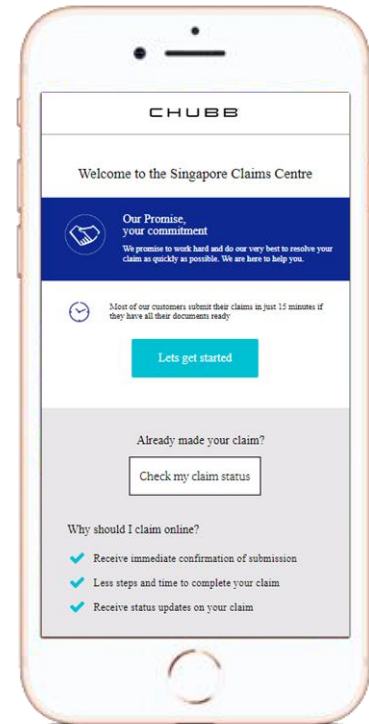 CHUBB
Welcome to the Singapore Claims Centre
Our Promise,
your commitment
We promise to work hard and do our very best to resolve your
claim as quickly as possible. We are here to help you.
Most of our customers submit their claims in just 15 minutes if
they have all their documents ready
Lets get started
Already made your claim?
Check my claim status
Why should I claim online?
Receive immediate confirmation of submission
Less steps and time to complete your claim
Receive status updates on your claim